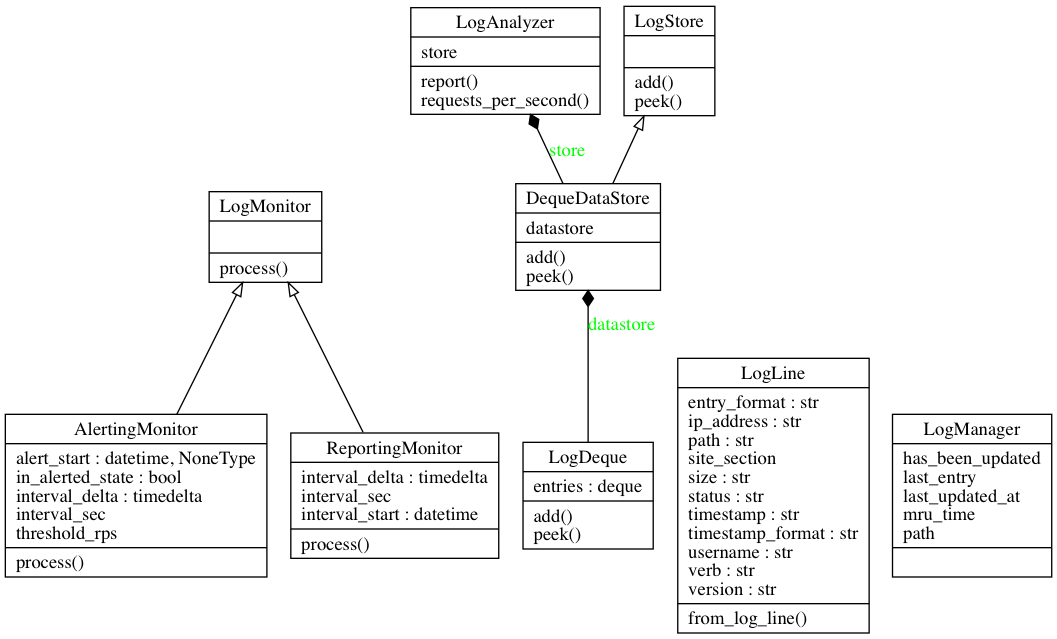 LogAnalyzer
store
report()
requests_per_second()
LogStore
add()
peek()
store
LogMonitor
process()
DequeDataStore
datastore
add()
peek()
datastore
AlertingMonitor
alert_start : datetime, NoneType
in_alerted_state : bool
interval_delta : timedelta
interval_sec
threshold_rps
process()
ReportingMonitor
interval_delta : timedelta
interval_sec
interval_start : datetime
process()
LogDeque
entries : deque
add()
peek()
LogLine
entry_format : str
ip_address : str
path : str
site_section
size : str
status : str
timestamp : str
timestamp_format : str
username : str
verb : str
version : str
from_log_line()
LogManager
has_been_updated
last_entry
last_updated_at
mru_time
path